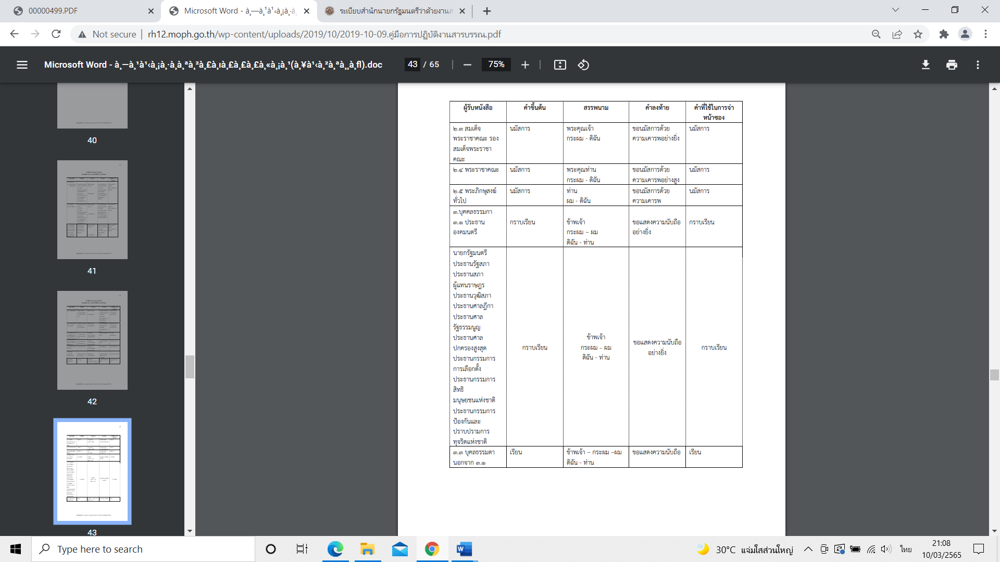 00000499.PDF
Microsoft Word - à¸—à¸¹à¹‹à¸¡à¸·à¸
ระเบียบสำนักนายกรัฐมนตรีว่าด้วยงานส
Not secure
rh12.moph.go.th/wp-content/uploads/2019/10/2019-10-09.คู่มือการปฏิบัติงานสารบรรณ.pdf
43 / 65
75%
40
41
42
43
ผู้รับหนังสือ คำขึ้นต้น สรรพนาม คำลงท้าย คำที่ใช้ในการจ่า
หน้าซอง
๒.๓ สมเด็จ นมัสการ พระคุณเจ้า ขอนมัสการด้วย นมัสการ
พระราชาคณะ รอง กระผม - ดิฉัน ความเคารพอย่างยิ่ง
สมเด็จพระราชา
คณะ
๒.๔ พระราชาคณะ นมัสการ พระคุณท่าน ขอนมัสการด้วย นมัสการ
กระผม - ดิฉัน ความเคารพอย่างสูง
๒.๕ พระภิกษุสงฆ์ นมัสการ ท่าน ขอนมัสการด้วย นมัสการ
ทั่วไป ผม - ดิฉัน ความเคารพ
๓.บุคคลธรรมกา
๓.๑ ประธาน กราบเรียน ข้าพเจ้า ขอแสดงความนับถือ กราบเรียน
องคมนตรี กระผม – ผม อย่างยิ่ง
ดิฉัน - ท่าน
นายกรัฐมนตรี
ประธานรัฐสภา
ประธานสภา
ผู้แทนราษฎร
ประธานวุฒิสภา
ประธานศาลฎีกา
ประธานศาล
รัฐธรรมนูญ
ประธานศาล
ปกครองสูงสุด
ประธานกรรมการ
การเลือกตั้ง
ประธานกรรมการ
สิทธิ
มนุษยชนแห่งชาติ
ประธานกรรมการ
ป้องกันและ
ปราบปรามการ
ทุจริตแห่งชาติ
กราบเรียน
ข้าพเจ้า
กระผม – ผม
ดิฉัน - ท่าน
ขอแสดงความนับถือ
อย่างยิ่ง
กราบเรียน
๓.๓ บุคลธรรมดา เรียน ข้าพเจ้า – กระผม –ผม ขอแสดงความนับถือ เรียน
นอกจาก ๓.๑ ดิฉัน - ท่าน
Type here to search
30°C แจ่มใสส่วนใหญ่
ไทย
21:08
10/03/2565